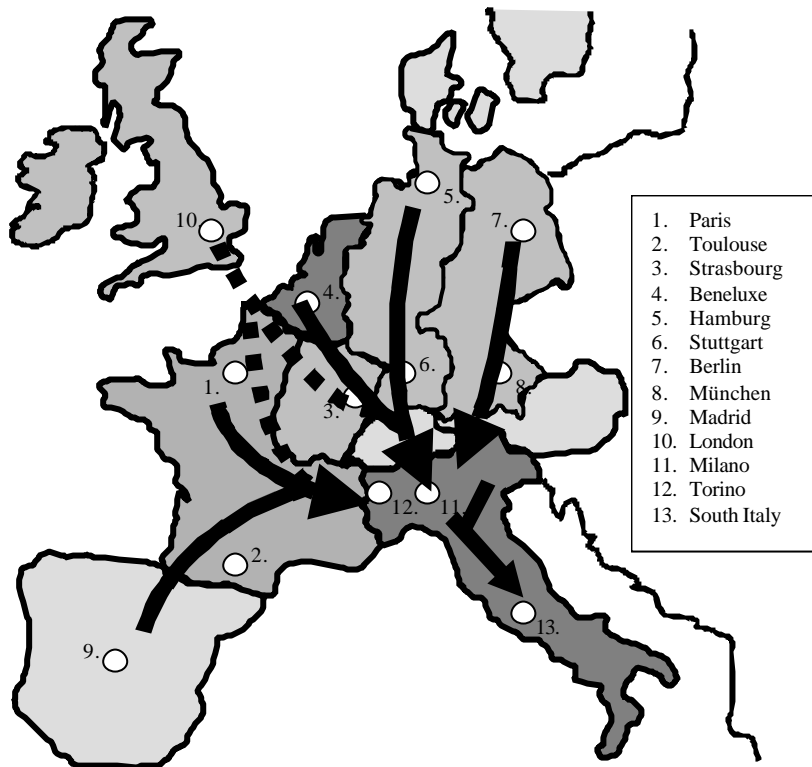 5.
10
7.
4.
1.
6.
8.
3.
12.
11.
2.
13.
9.
1. Paris
2. Toulouse
3. Strasbourg
4. Beneluxe
5. Hamburg
6. Stuttgart
7. Berlin
8. München
9. Madrid
10. London
11. Milano
12. Torino
13. South Italy